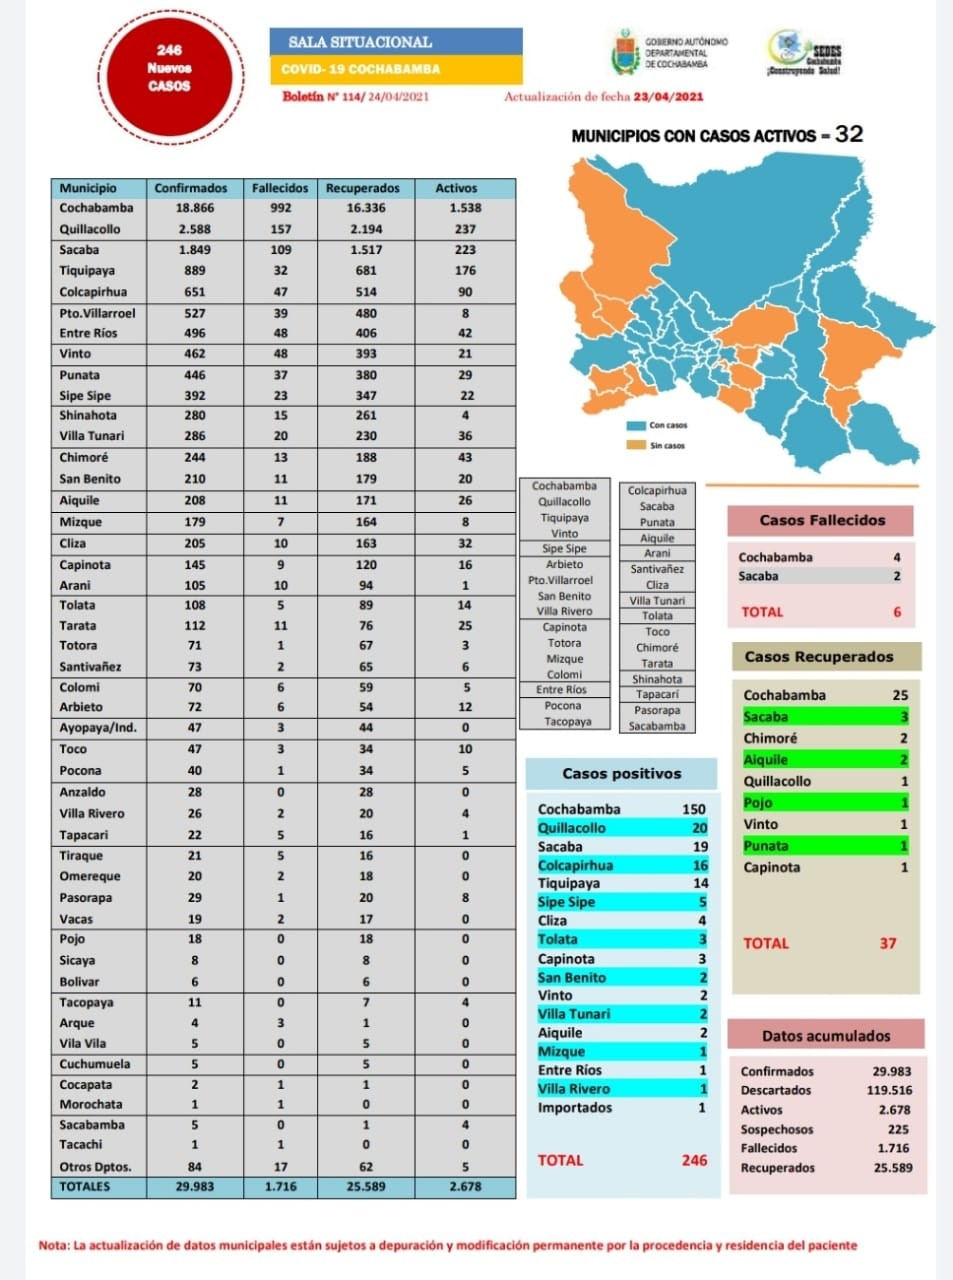 246
Nuevos
CASOS
SALA SITUACIONAL
COVID- 19 COCHABAMBA
Boletín N° 114/ 24/04/2021
Actualización de fecha 23/04/2021
GOBIERNO AUTÓNOMO
DEPARTAMENTAL
DE COCHABAMBA
SEDES
Cochabamba
¡Construyendo Salud!
MUNICIPIOS CON CASOS ACTIVOS = 32
Municipio Confirmados Fallecidos Recuperados Activos
Cochabamba 18.866 992 16.336 1.538
Quillacollo 2.588 157 2.194 237
Sacaba 1.849 109 1.517 223
Tiquipaya 889 32 681 176
Colcapirhua 651 47 514 90
Pto.Villarroel 527 39 480 8
Entre Ríos 496 48 406 42
Vinto 462 48 393 21
Punata 446 37 380 29
Sipe Sipe 392 23 347 22
Shinahota 280 15 261 4
Villa Tunari 286 20 230 36
Chimoré 244 13 188 43
San Benito 210 11 179 20
Aiquile 208 11 171 26
Mizque 179 7 164 8
Cliza 205 10 163 32
Capinota 145 9 120 16
Arani 105 10 94 1
Tolata 108 5 89 14
Tarata 112 11 76 25
Totora 71 1 67 3
Santivañez 73 2 65 6
Colomi 70 6 59 5
Arbieto 72 6 54 12
Ayopaya/Ind. 47 3 44 0
Toco 47 3 34 10
Pocona 40 1 34 5
Anzaldo 28 0 28 0
Villa Rivero 26 2 20 4
Tapacari 22 5 16 1
Tiraque 21 5 16 0
Omereque 20 2 18 0
Pasorapa 29 1 20 8
Vacas 19 2 17 0
Pojo 18 0 18 0
Sicaya 8 0 8 0
Bolivar 6 0 6 0
Tacopaya 11 0 7 4
Arque 4 3 1 0
Vila Vila 5 0 5 0
Cuchumuela 5 0 5 0
Cocapata 2 1 1 0
Morochata 1 1 0 0
Sacabamba 5 0 1 4
Tacachi 1 1 0 0
Otros Dptos. 84 17 62 5
TOTALES 29.983 1.716 25.589 2.678
Con casos
Sin casos
Cochabamba
Quillacollo
Tiquipaya
Vinto
Sipe Sipe
Arbieto
Pto.Villarroel
San Benito
Villa Rivero
Capinota
Totora
Mizque
Colomi
Entre Ríos
Pocona
Tacopaya
Colcapirhua
Sacaba
Punata
Aiquile
Arani
Santivañez
Cliza
Villa Tunari
Tolata
Toco
Chimoré
Tarata
Shinahota
Tapacarí
Pasorapa
Sacabamba
Casos Fallecidos
Cochabamba 4
Sacaba 2
TOTAL 6
Casos Recuperados
Cochabamba 25
Sacaba 3
Chimoré 2
Aiquile 2
Quillacollo 1
Pojo 1
Vinto 1
Punata 1
Capinota 1
TOTAL 37
Casos positivos
Cochabamba 150
Quillacollo 20
Sacaba 19
Colcapirhua 16
Tiquipaya 14
Sipe Sipe 5
Cliza 4
Tolata 3
Capinota 3
San Benito 2
Vinto 2
Villa Tunari 2
Aiquile 2
Mizque 1
Entre Ríos 1
Villa Rivero 1
Importados 1
TOTAL 246
Datos acumulados
Confirmados 29.983
Descartados 119.516
Activos 2.678
Sospechosos 225
Fallecidos 1.716
Recuperados 25.589
Nota: La actualización de datos municipales están sujetos a depuración y modificación permanente por la procedencia y residencia del paciente